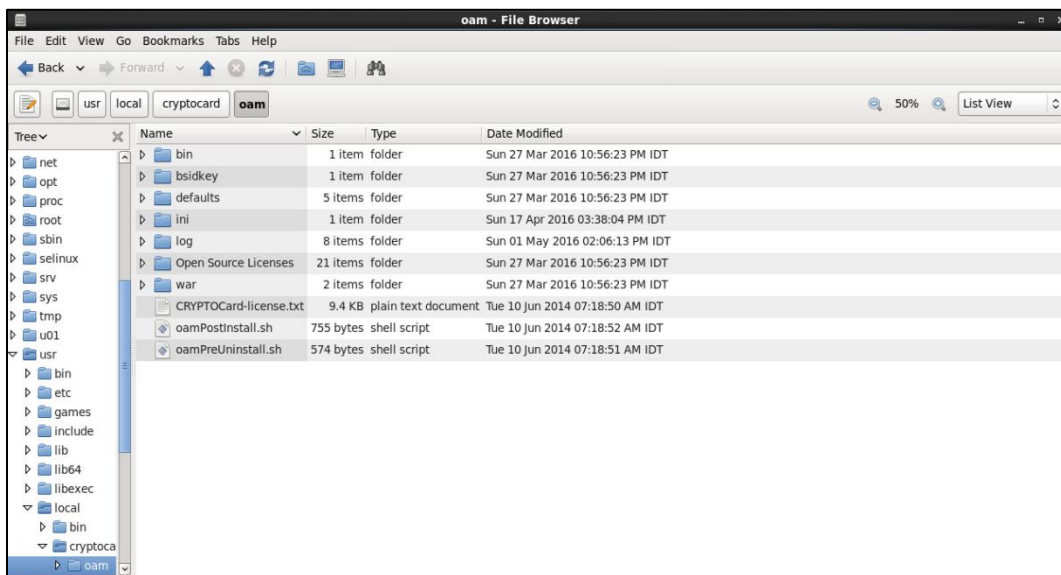 oam - File Browser
File Edit View Go Bookmarks Tabs Help
Back Forward
usr local cryptocard oam 50% List View
Tree Name Size Type Date Modified
net
opt
proc
root
sbin
selinux
srv
sys
tmp
u01
usr
bin
etc
games
include
lib
lib64
libexec
local
bin
cryptoca
oam
bin 1 item folder Sun 27 Mar 2016 10:56:23 PM IDT
bsidkey 1 item folder Sun 27 Mar 2016 10:56:23 PM IDT
defaults 5 items folder Sun 27 Mar 2016 10:56:23 PM IDT
ini 1 item folder Sun 17 Apr 2016 03:38:04 PM IDT
log 8 items folder Sun 01 May 2016 02:06:13 PM IDT
Open Source Licenses 21 items folder Sun 27 Mar 2016 10:56:23 PM IDT
war 2 items folder Sun 27 Mar 2016 10:56:23 PM IDT
CRYPTOCard-license.txt 9.4 KB plain text document Tue 10 Jun 2014 07:18:50 AM IDT
oamPostInstall.sh 755 bytes shell script Tue 10 Jun 2014 07:18:52 AM IDT
oamPreUninstall.sh 574 bytes shell script Tue 10 Jun 2014 07:18:51 AM IDT